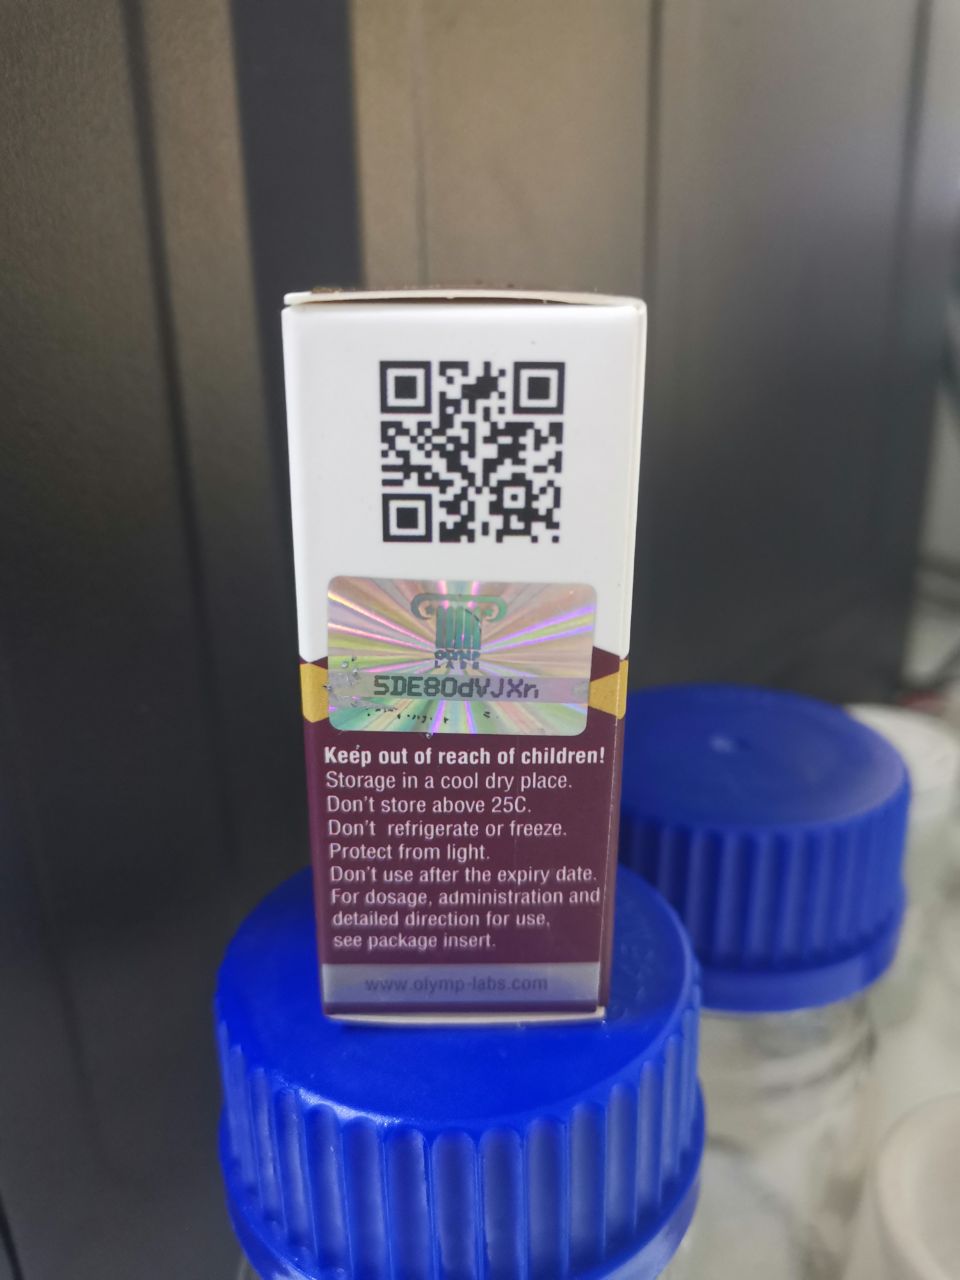 OLYMP
LABS
5DE80dVJXn
Keep out of reach of children!
Storage in a cool dry place.
Don't store above 25C.
Don't refrigerate or freeze.
Protect from light.
Don't use after the expiry date.
For dosage, administration and
detailed direction for use,
see package insert.
www.olymp-labs.com